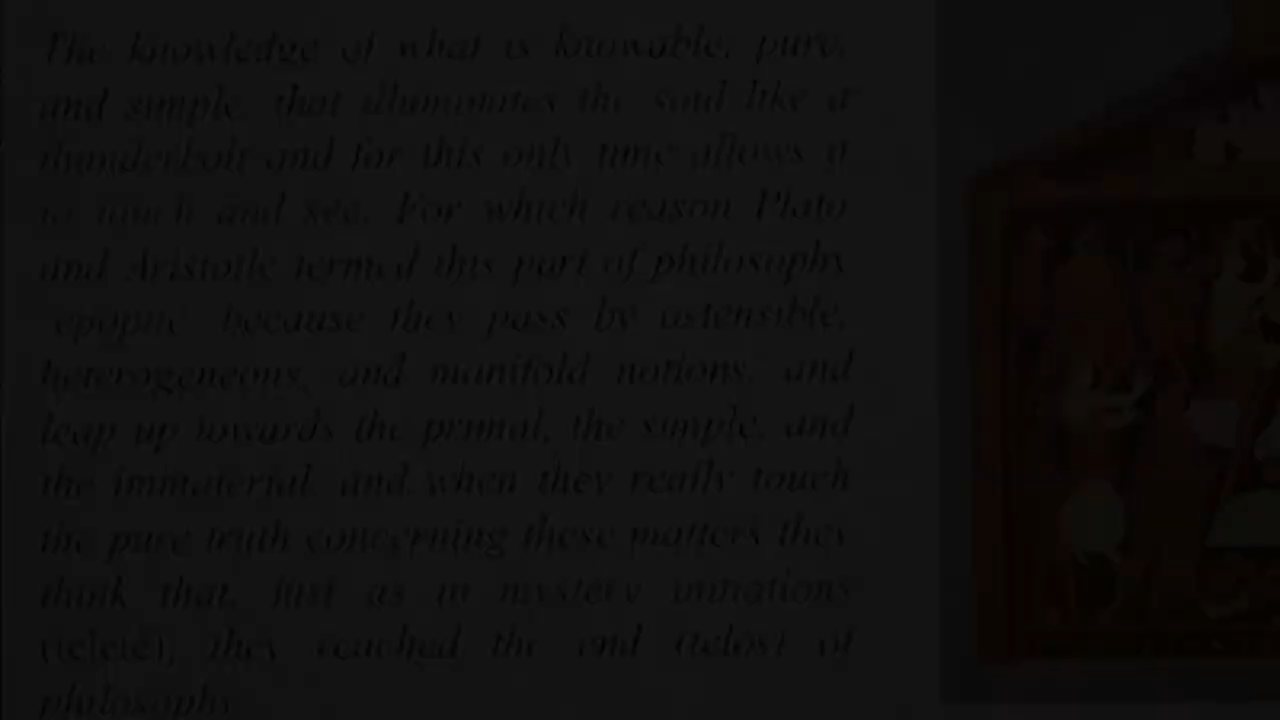 The knowledge of what is knowable, pure,
and simple, that illuminates the soul like a
thunderbolt and for this only time allows it
to touch and see. For which reason Plato
and Aristotle termed this part of philosophy
'epoptic' because they pass by ostensible,
heterogeneous, and manifold notions, and
leap up towards the primal, the simple, and
the immaterial, and when they really touch
the pure truth concerning these matters they
think that, just as in mystery initiations
(telete), they reached the end (telos) of
philosophy